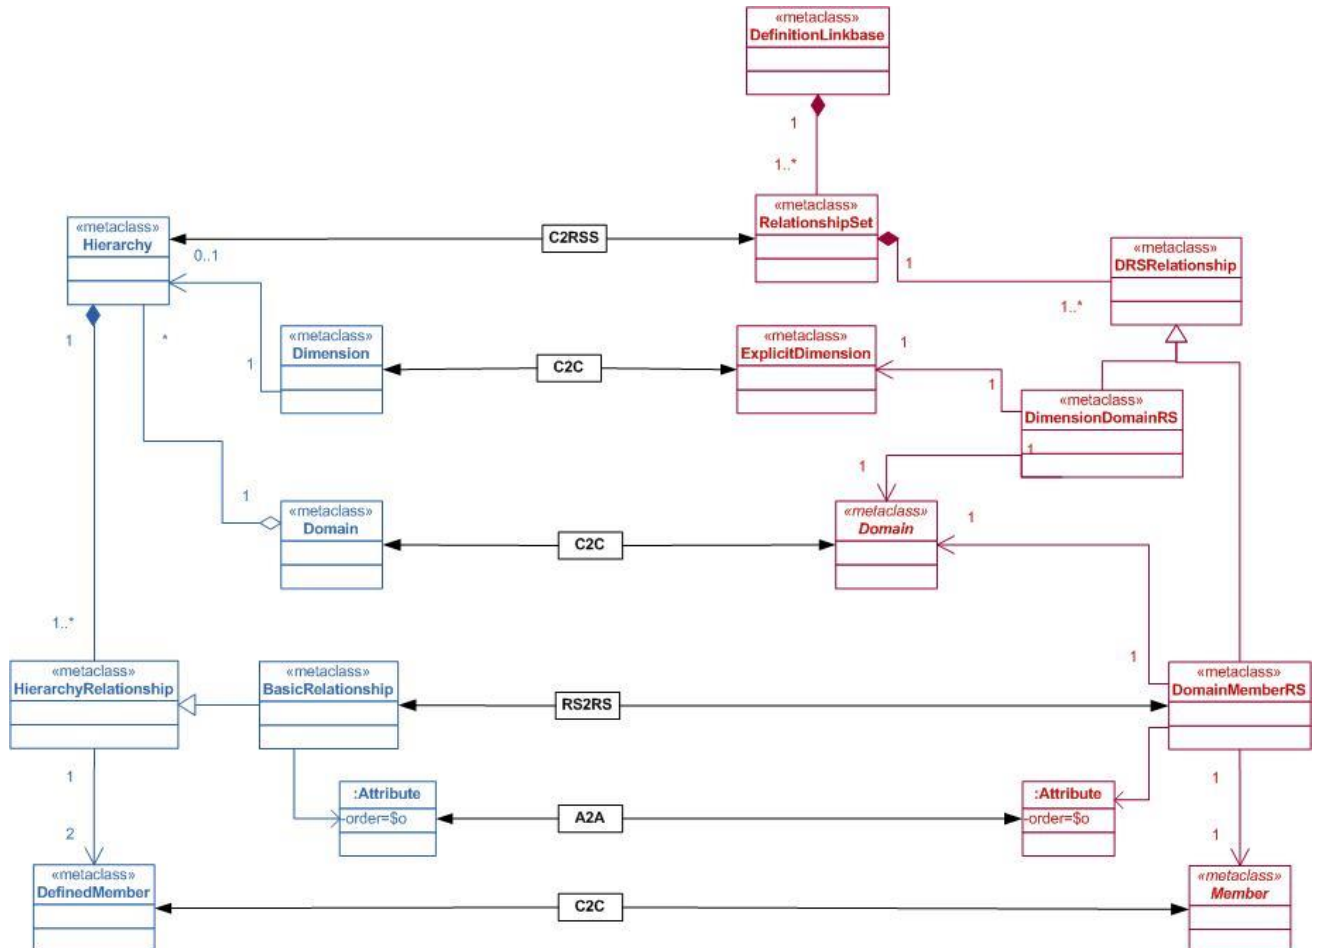 «metaclass»
DefinitionLinkbase
1
1..*
«metaclass»
RelationshipSet
«metaclass»
Hierarchy
C2RSS
0..1
1
«metaclass»
DRSRelationship
1..*
1
*
«metaclass»
Dimension
1
C2C
«metaclass»
ExplicitDimension
1
1
«metaclass»
DimensionDomainRS
1
1
1
«metaclass»
Domain
C2C
«metaclass»
Domain
1
1..*
1
«metaclass»
HierarchyRelationship
«metaclass»
BasicRelationship
RS2RS
«metaclass»
DomainMemberRS
1
2
:Attribute
-order=$o
A2A
:Attribute
-order=$o
1
1
«metaclass»
DefinedMember
C2C
«metaclass»
Member